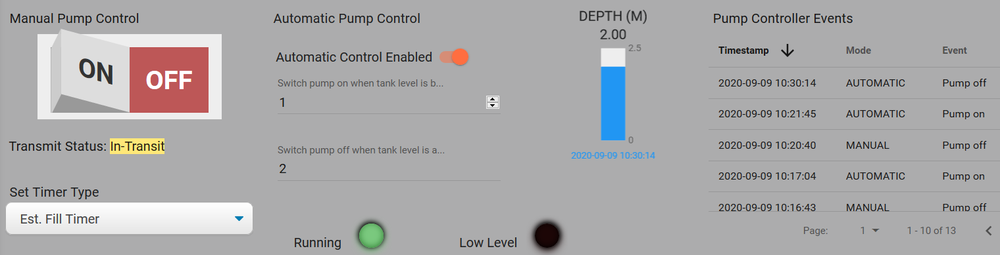 Manual Pump Control
ON
OFF
Transmit Status: In-Transit
Set Timer Type
Est. Fill Timer
Automatic Pump Control
Automatic Control Enabled
Switch pump on when tank level is b...
1
Switch pump off when tank level is a...
2
Running
Low Level
DEPTH (M)
2.00
2.5
0
2020-09-09 10:30:14
Pump Controller Events
Timestamp Mode Event
2020-09-09 10:30:14 AUTOMATIC Pump off
2020-09-09 10:21:45 AUTOMATIC Pump on
2020-09-09 10:20:40 MANUAL Pump off
2020-09-09 10:17:04 AUTOMATIC Pump on
2020-09-09 10:16:43 MANUAL Pump off
Page: 1 1 - 10 of 13